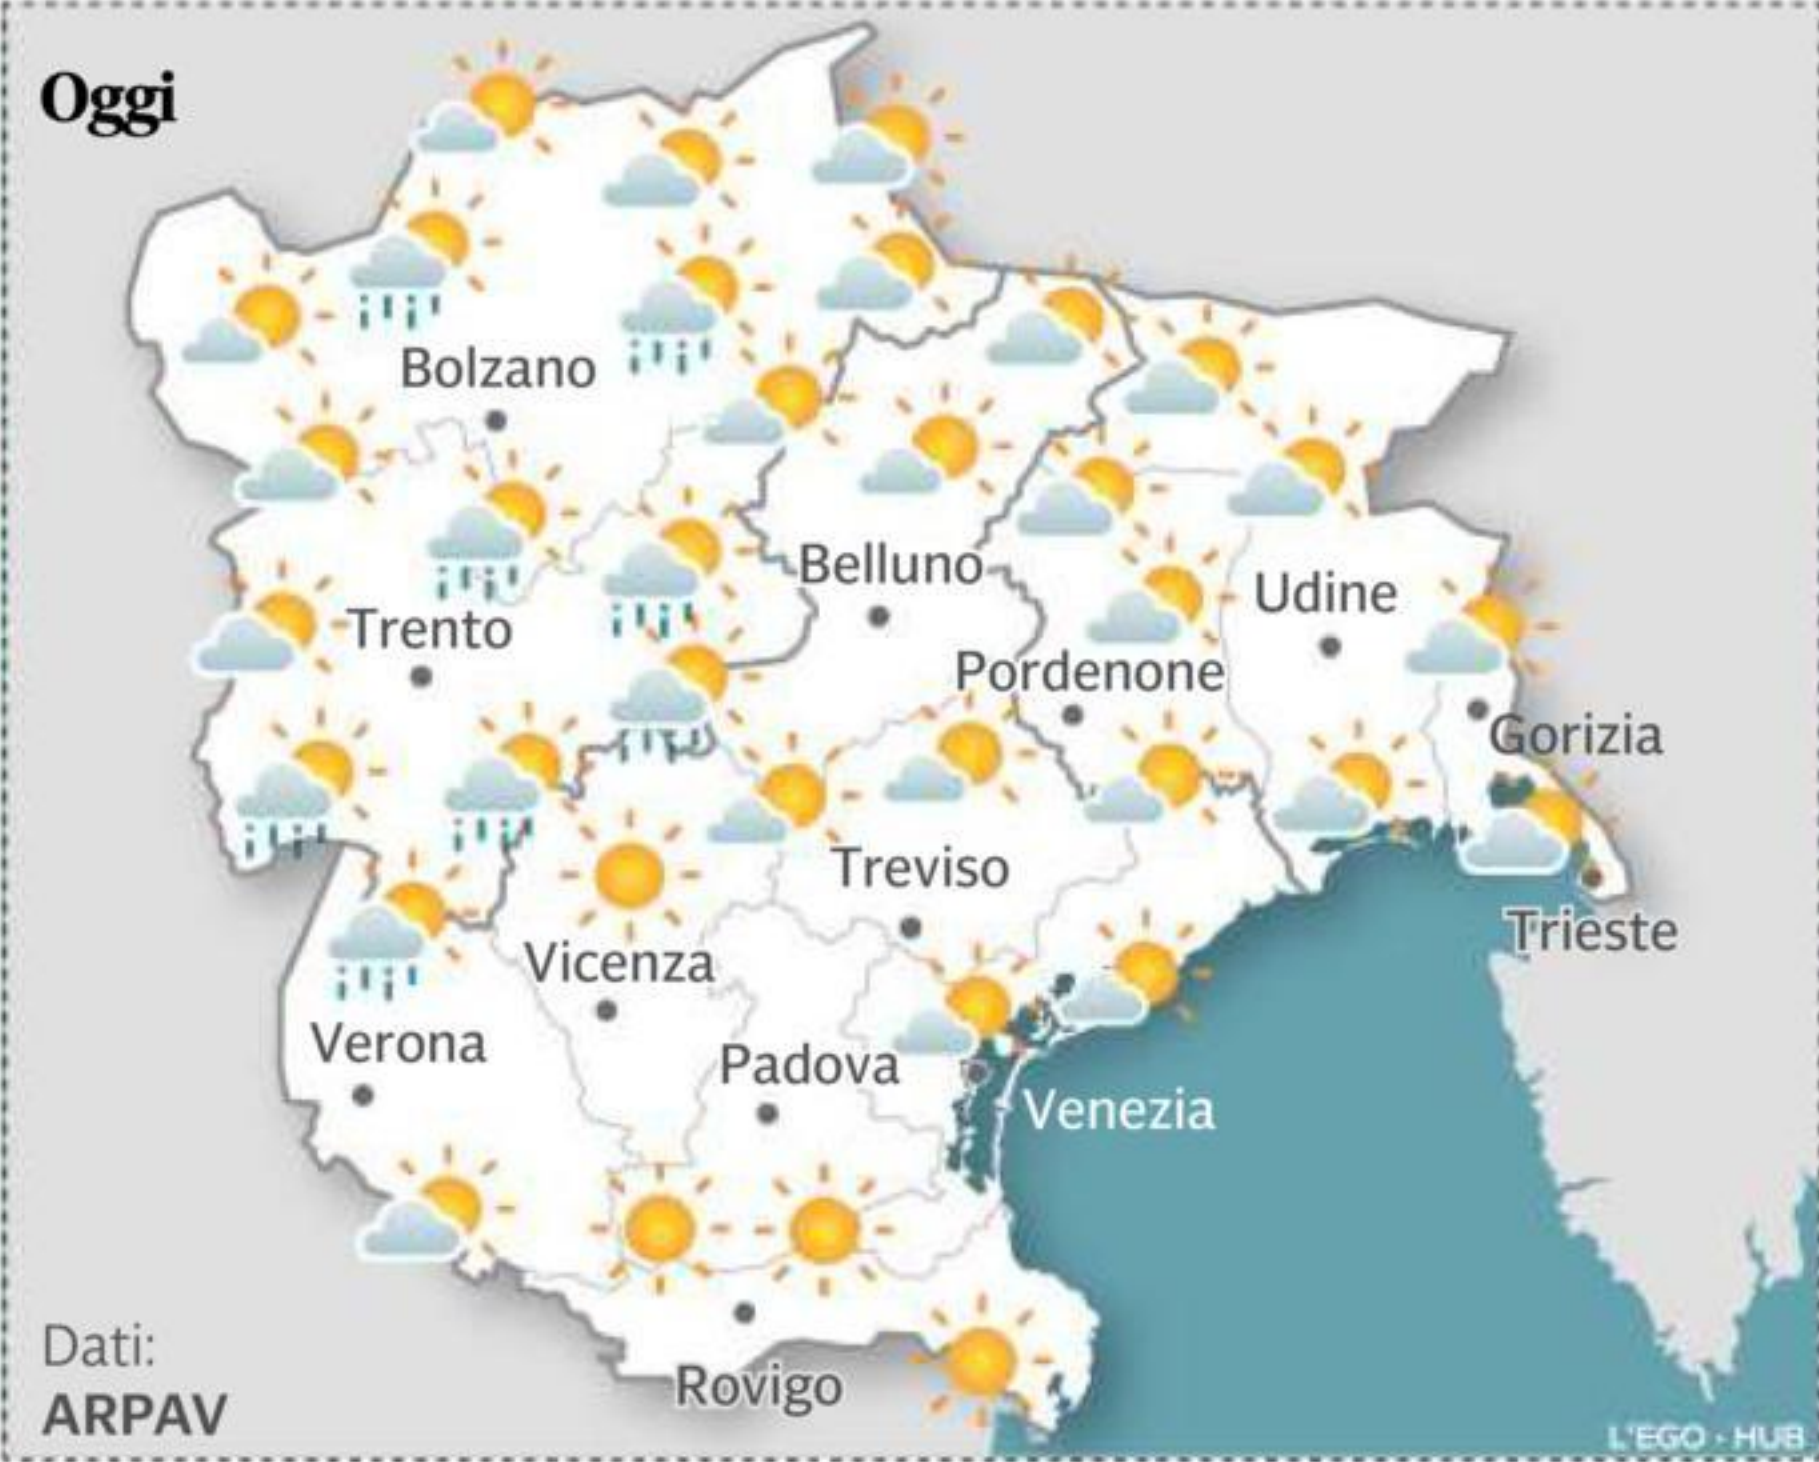 Oggi
Bolzano
Belluno
Udine
Trento
Pordenone
Gorizia
Treviso
Trieste
Vicenza
Verona
Padova
Venezia
Rovigo
Dati:
ARPAV
L'EGO - HUB